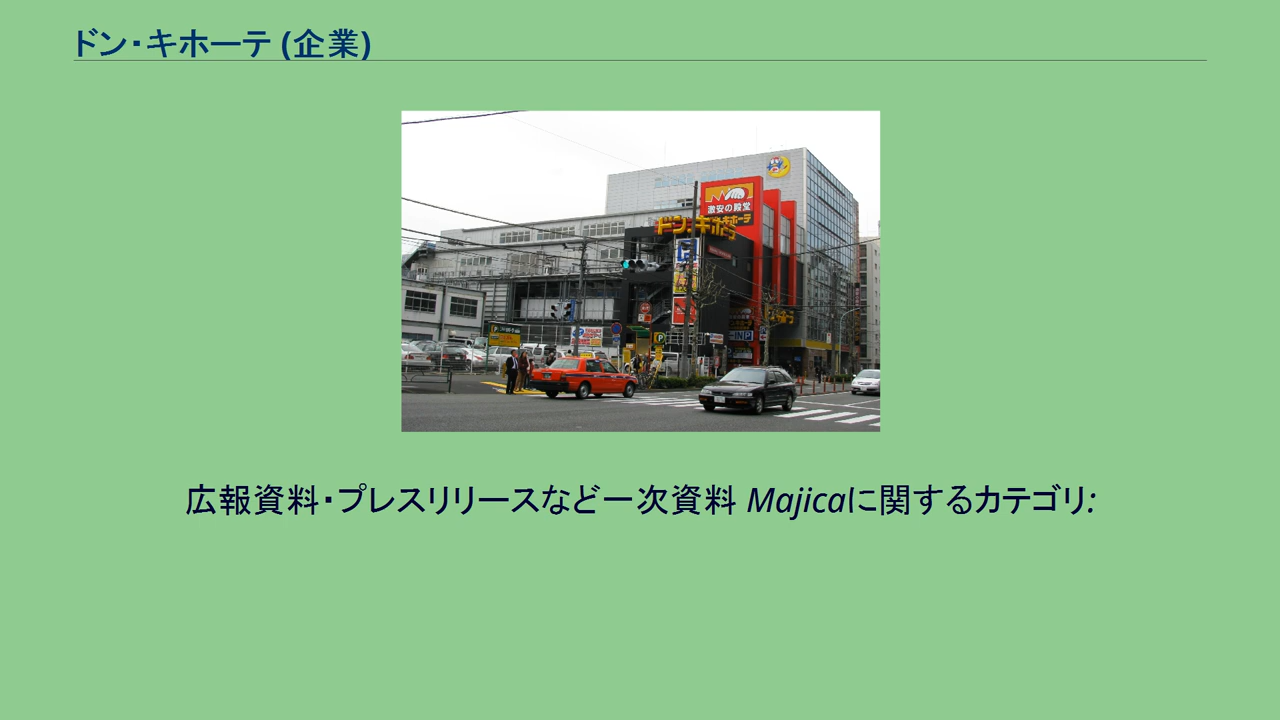 ドン・キホーテ (企業)
激安の殿堂
ドン・キホーテ
P
INP
広報資料・プレスリリースなど一次資料 Majicaに関するカテゴリ: